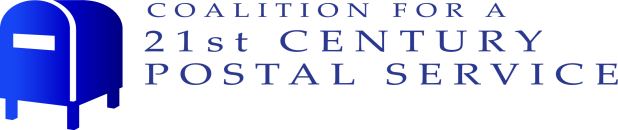 COALITION FOR A
21st CENTURY
POSTAL SERVICE